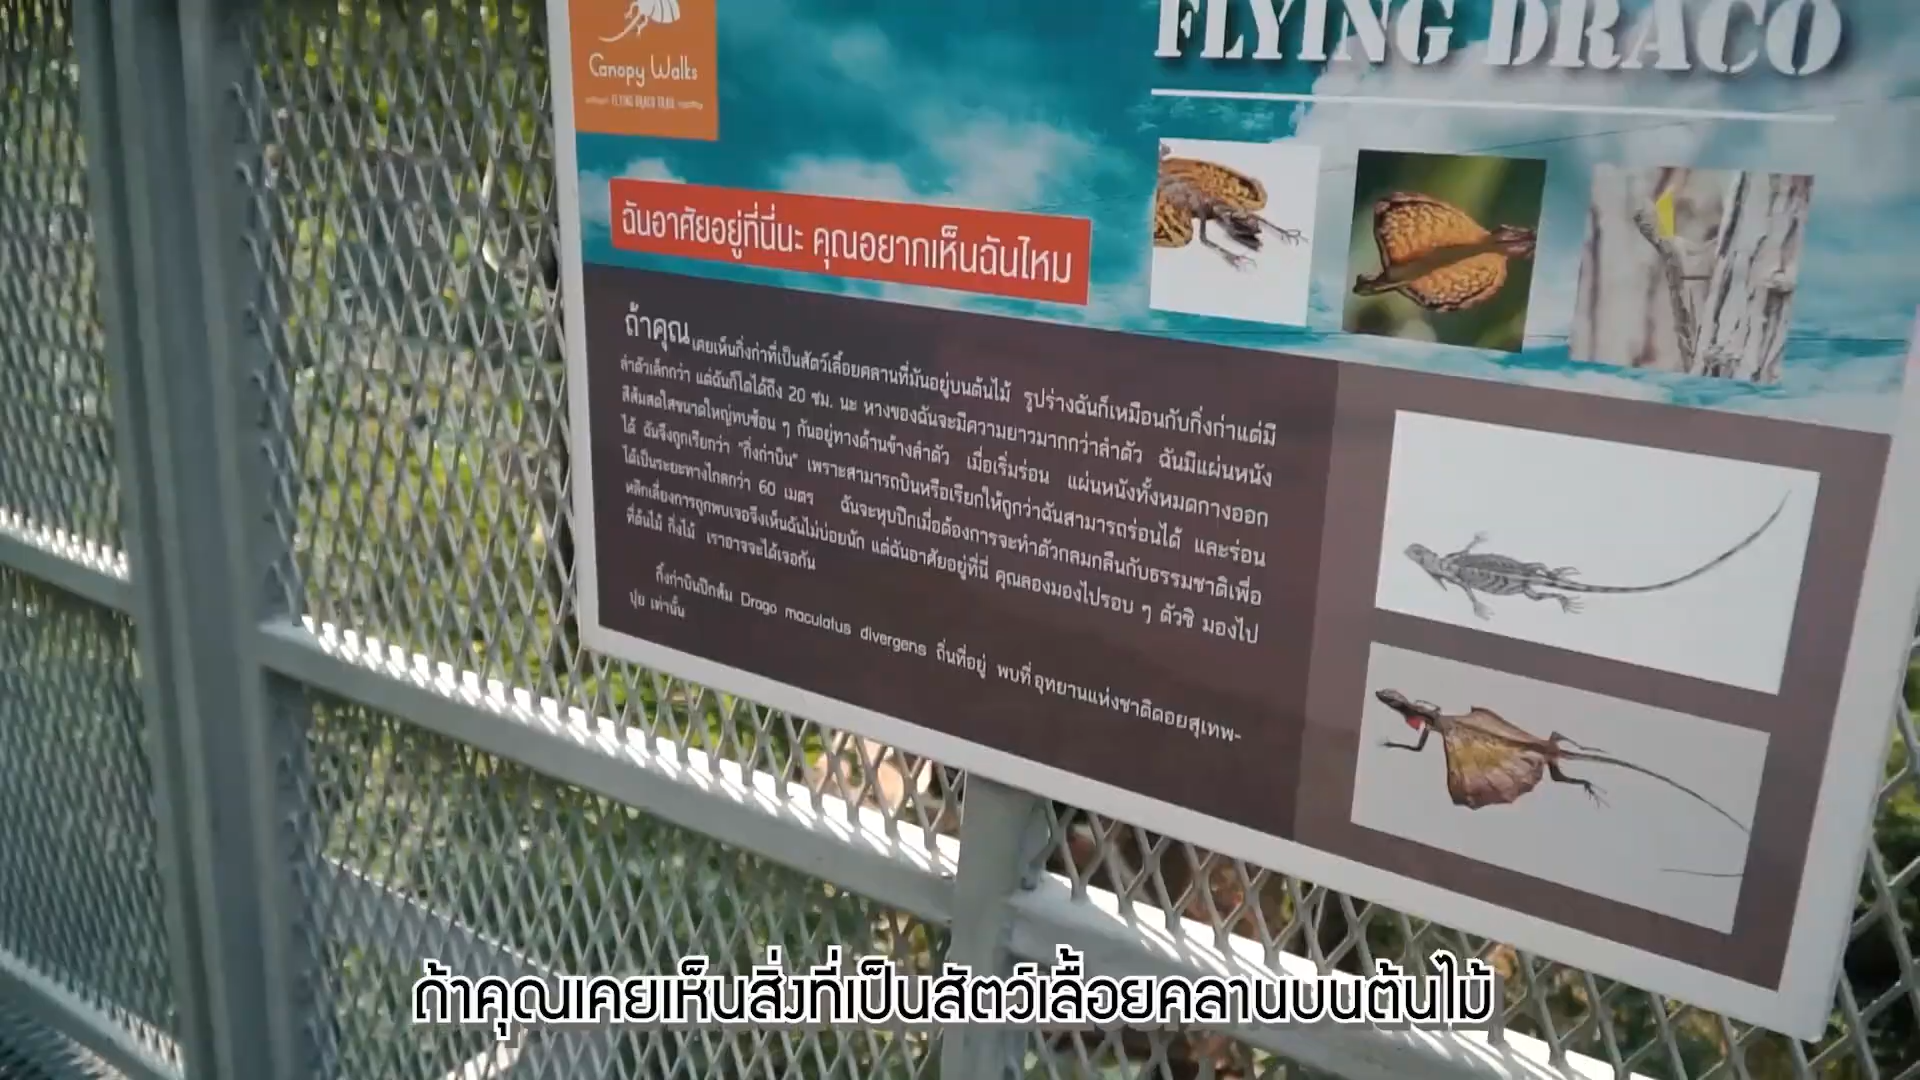 Canopy Walks
FLYING DRACO TRAIL
FLYING DRACO
ฉันอาศัยอยู่ที่นี่นะ คุณอยากเห็นฉันไหม
ถ้าคุณเคยเห็นกิ่งก่าที่เป็นสัตว์เลื้อยคลานที่มันอยู่บนต้นไม้ รูปร่างฉันก็เหมือนกับกิ่งก่าแต่มี
ลำตัวเล็กกว่า แต่ฉันก็โตได้ถึง 20 ซม. นะ หางของฉันจะมีความยาวมากกว่าลำตัว ฉันมีแผ่นหนัง
สีส้มสดใสขนาดใหญ่ทบซ้อน ๆ กันอยู่ทางด้านข้างลำตัว เมื่อเริ่มร่อน แผ่นหนังทั้งหมดกางออก
ได้ ฉันจึงถูกเรียกว่า "กิ่งก่าบิน" เพราะสามารถบินหรือเรียกให้ถูกว่าฉันสามารถร่อนได้ และร่อน
ได้เป็นระยะทางไกลกว่า 60 เมตร ฉันจะหุบปีกเมื่อต้องการจะทำตัวกลมกลืนกับธรรมชาติเพื่อ
หลีกเลี่ยงการถูกพบเจอจึงเห็นฉันไม่บ่อยนัก แต่ฉันอาศัยอยู่ที่นี่ คุณลองมองไปรอบ ๆ ตัวซิ มองไป
ที่ต้นไม้ กิ่งไม้ เราอาจจะได้เจอกัน
กิ้งก่าบินปีกส้ม Drago maculatus divergens ถิ่นที่อยู่ พบที่อุทยานแห่งชาติดอยสุเทพ-
ปุย เท่านั้น
ถ้าคุณเคยเห็นสิ่งที่เป็นสัตว์เลื้อยคลานบนต้นไม้